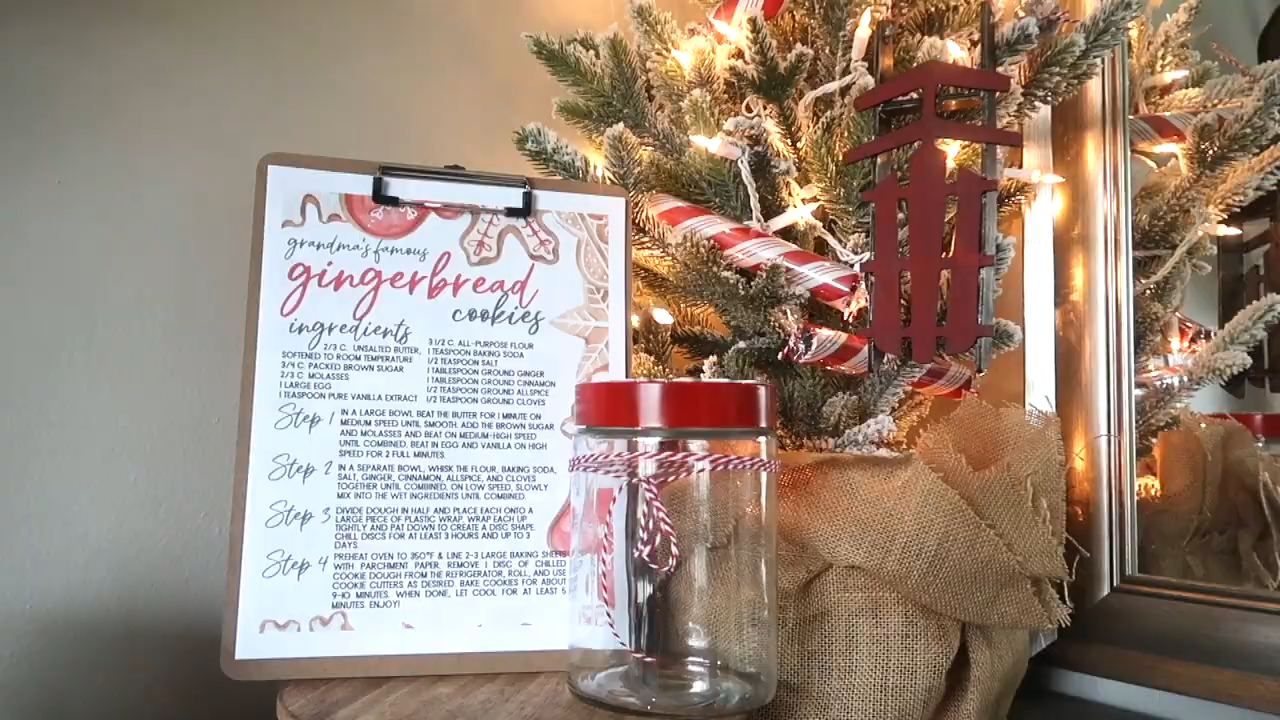 grandma's famous
gingerbread
cookies
ingredients
2/3 C. UNSALTED BUTTER,
SOFTENED TO ROOM TEMPERATURE
3/4 C. PACKED BROWN SUGAR
2/3 C. MOLASSES
1 LARGE EGG
1 TEASPOON PURE VANILLA EXTRACT
3 1/2 C. ALL-PURPOSE FLOUR
1 TEASPOON BAKING SODA
1/2 TEASPOON SALT
1 TABLESPOON GROUND GINGER
1 TABLESPOON GROUND CINNAMON
1/2 TEASPOON GROUND ALLSPICE
1/2 TEASPOON GROUND CLOVES
Step 1 IN A LARGE BOWL BEAT THE BUTTER FOR 1 MINUTE ON
MEDIUM SPEED UNTIL SMOOTH. ADD THE BROWN SUGAR
AND MOLASSES AND BEAT ON MEDIUM-HIGH SPEED
UNTIL COMBINED. BEAT IN EGG AND VANILLA ON HIGH
SPEED FOR 2 FULL MINUTES.
Step 2 IN A SEPARATE BOWL, WHISK THE FLOUR, BAKING SODA,
SALT, GINGER, CINNAMON, ALLSPICE, AND CLOVES
TOGETHER UNTIL COMBINED. ON LOW SPEED, SLOWLY
MIX INTO THE WET INGREDIENTS UNTIL COMBINED.
Step 3 DIVIDE DOUGH IN HALF AND PLACE EACH ONTO A
LARGE PIECE OF PLASTIC WRAP. WRAP EACH UP
TIGHTLY AND PAT DOWN TO CREATE A DISC SHAPE.
CHILL DISCS FOR AT LEAST 3 HOURS AND UP TO 3
DAYS.
Step 4 PREHEAT OVEN TO 350°F & LINE 2-3 LARGE BAKING SHEETS
WITH PARCHMENT PAPER. REMOVE 1 DISC OF CHILLED
COOKIE DOUGH FROM THE REFRIGERATOR, ROLL, AND USE
COOKIE CUTTERS AS DESIRED. BAKE COOKIES FOR ABOUT
9-10 MINUTES. WHEN DONE, LET COOL FOR AT LEAST 5
MINUTES. ENJOY!